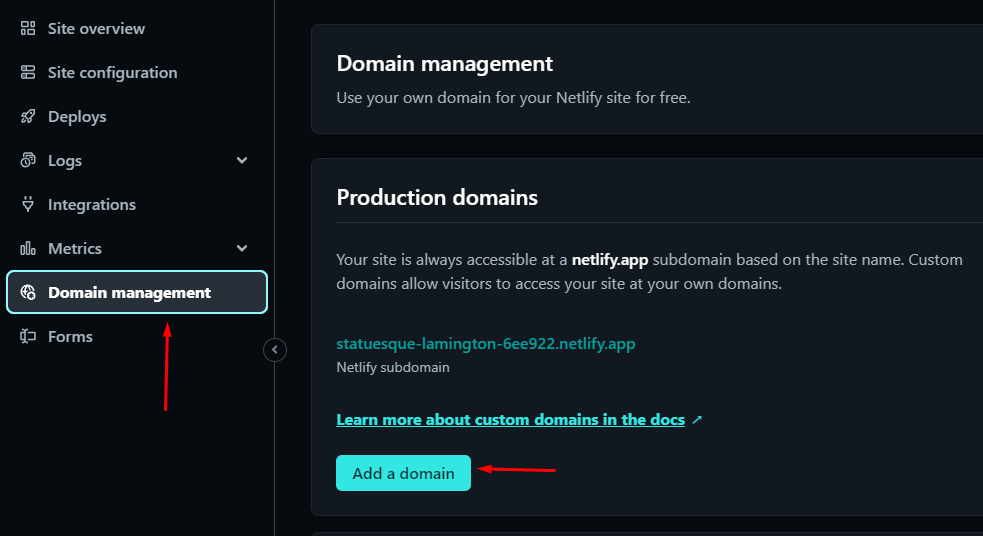 Site overview
Site configuration
Deploys
Logs
Integrations
Metrics
Domain management
Forms
Domain management
Use your own domain for your Netlify site for free.
Production domains
Your site is always accessible at a netlify.app subdomain based on the site name. Custom
domains allow visitors to access your site at your own domains.
statuesque-lamington-6ee922.netlify.app
Netlify subdomain
Learn more about custom domains in the docs ↗
Add a domain